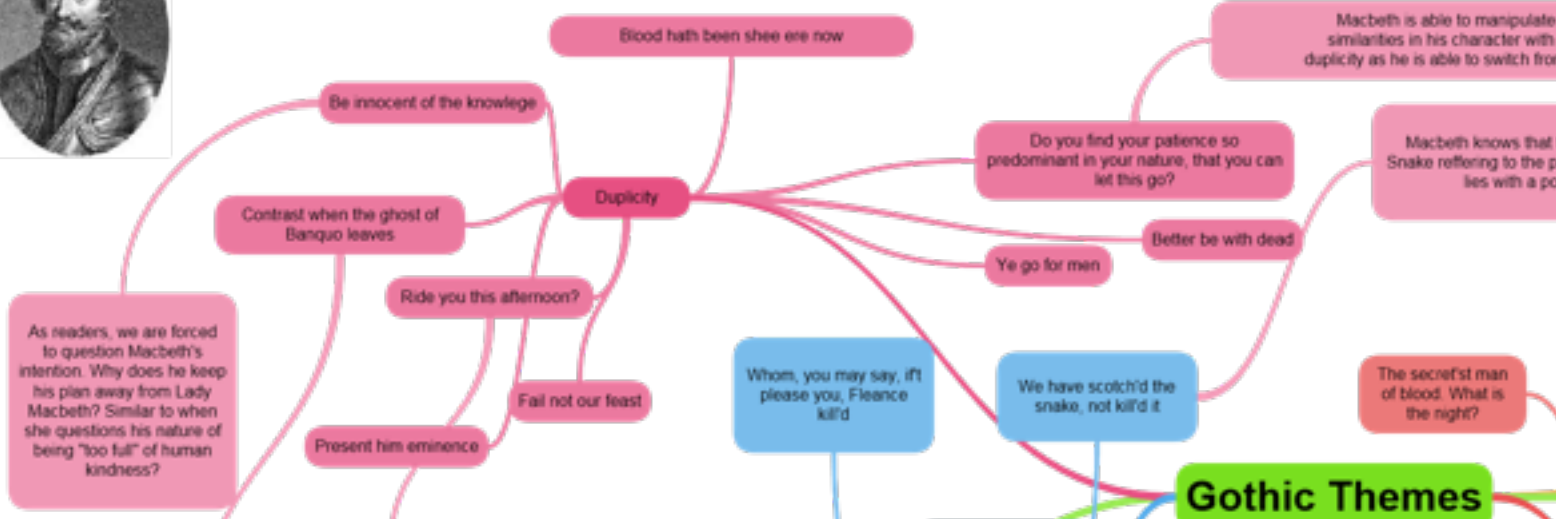 Blood hath been shee ere now
Macbeth is able to manipulate
similarities in his character with
duplicity as he is able to switch
Be innocent of the knowlege
Do you find your patience so
predominant in your nature, that you can
let this go?
Macbeth knows that
Snake reffering to the
lies with a
Duplicity
Contrast when the ghost of
Banquo leaves
Better be with dead
Ye go for men
Ride you this afternoon?
As readers, we are forced
to question Macbeth's
intention. Why does he keep
his plan away from Lady
Macbeth? Similar to when
she questions his nature of
being "too full" of human
kindness?
Fail not our feast
Present him eminence
Whom, you may say, if't
please you, Fleance
kill'd
We have scotch'd the
snake, not kill'd it
The secret'st man
of blood. What is
the night?
Gothic Themes